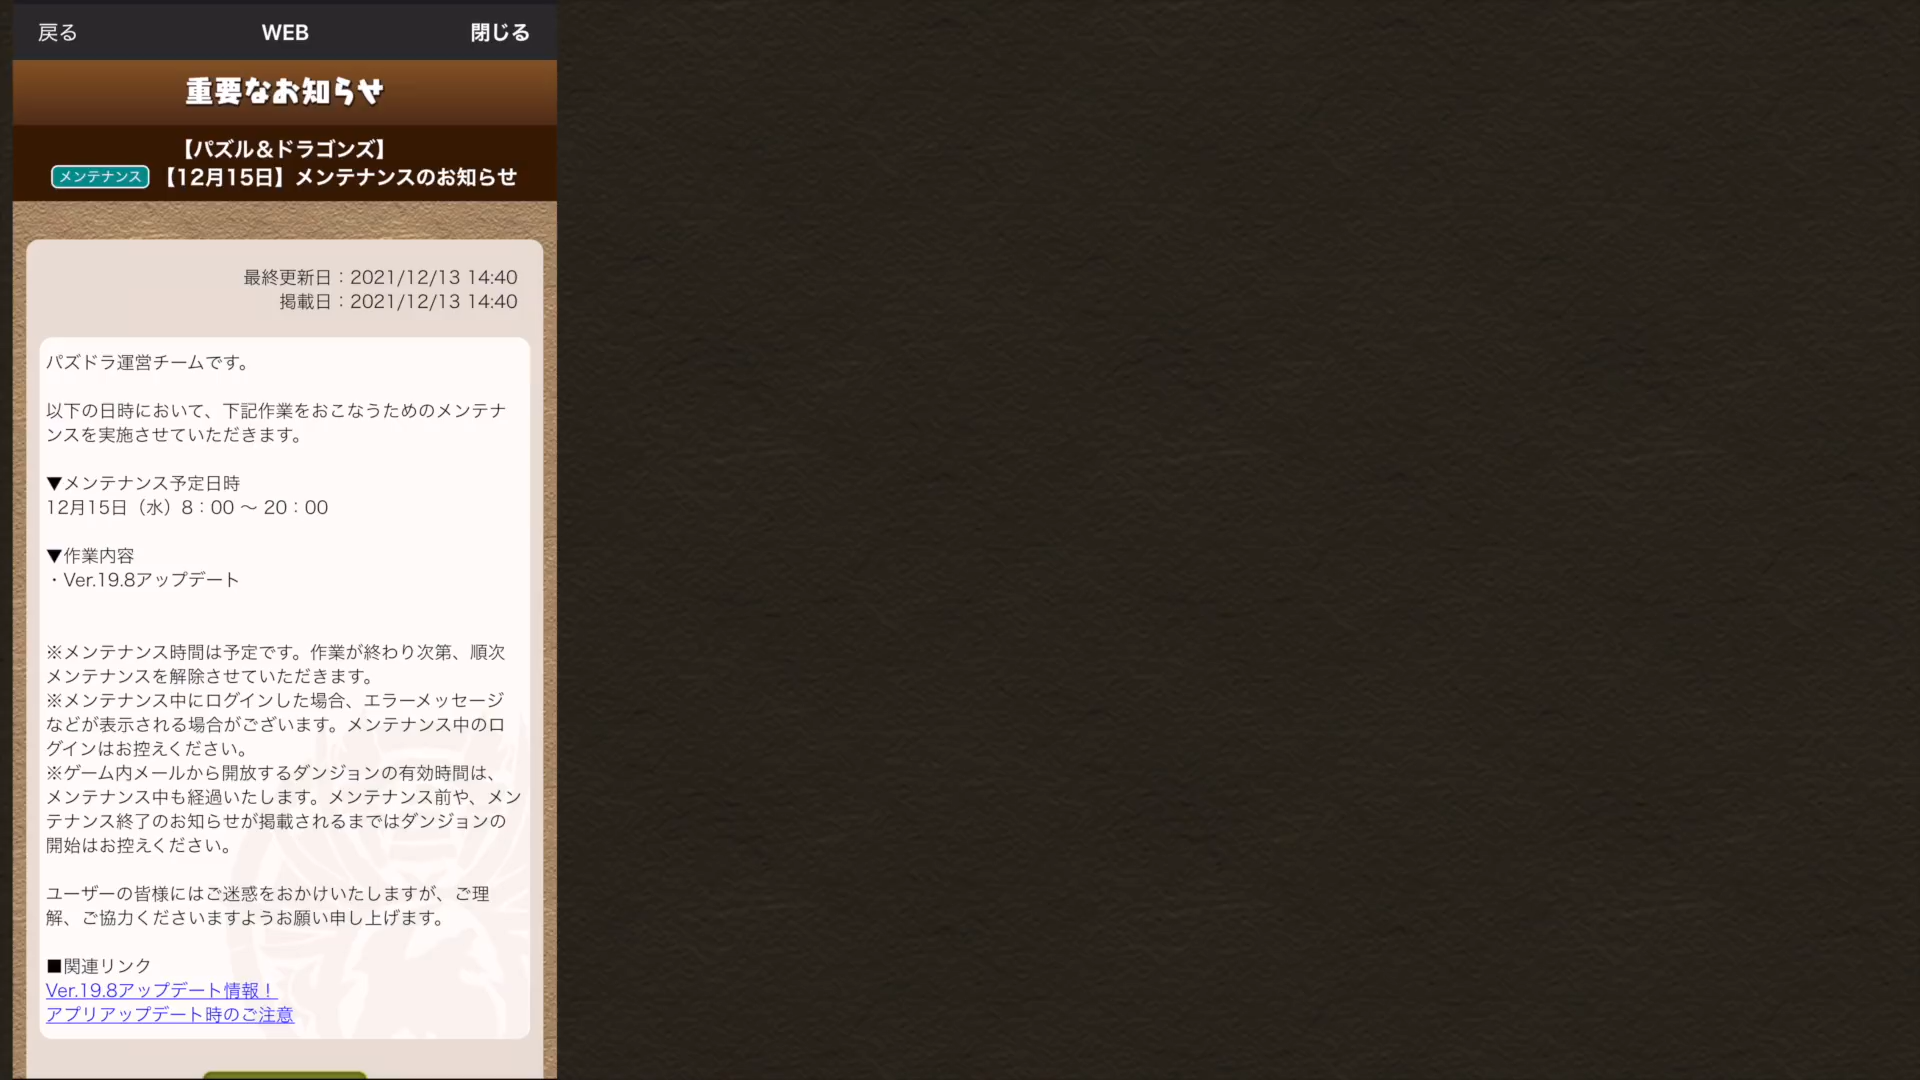 戻る WEB 閉じる
重要なお知らせ
【パズル＆ドラゴンズ】
メンテナンス 【12月15日】メンテナンスのお知らせ
最終更新日：2021/12/13 14:40
掲載日：2021/12/13 14:40
パズドラ運営チームです。
以下の日時において、下記作業をおこなうためのメンテナ
ンスを実施させていただきます。
▼メンテナンス予定日時
12月15日（水）8：00 〜 20：00
▼作業内容
・Ver.19.8アップデート
※メンテナンス時間は予定です。作業が終わり次第、順次
メンテナンスを解除させていただきます。
※メンテナンス中にログインした場合、エラーメッセージ
などが表示される場合がございます。メンテナンス中のロ
グインはお控えください。
※ゲーム内メールから開放するダンジョンの有効時間は、
メンテナンス中も経過いたします。メンテナンス前や、メン
テナンス終了のお知らせが掲載されるまではダンジョンの
開始はお控えください。
ユーザーの皆様にはご迷惑をおかけいたしますが、ご理
解、ご協力くださいますようお願い申し上げます。
■関連リンク
Ver.19.8アップデート情報！
アプリアップデート時のご注意